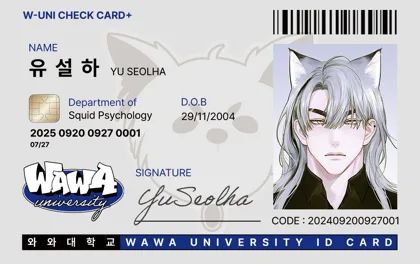 W-UNI CHECK CARD+
NAME
유 설 하 YU SEOLHA
Department of
Squid Psychology
D.O.B
29/11/2004
2025 0920 0927 0001
07/27
WAWA
university
SIGNATURE
YuSeolha
CODE : 202409200927001
와 와 대 학 교 WAWA UNIVERSITY ID CARD